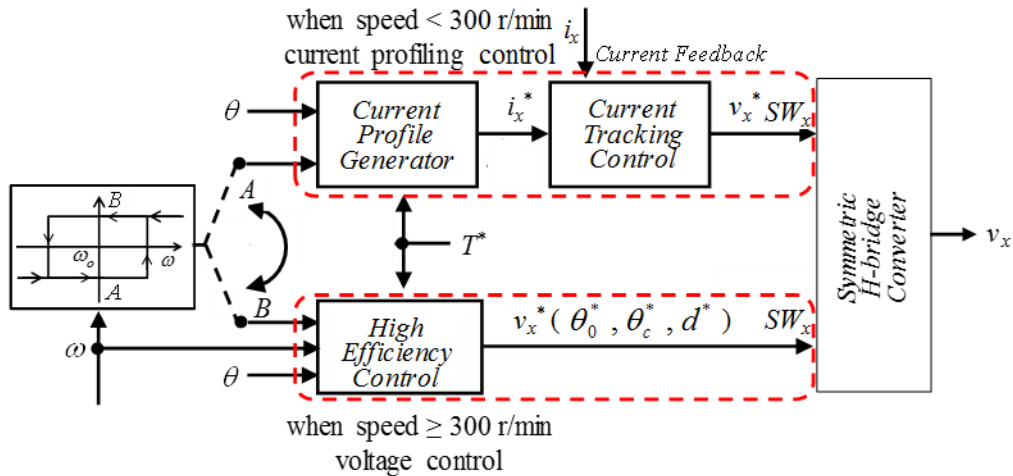 when speed < 300 r/min
current profiling control
i_x
Current Feedback
θ
Current
Profile
Generator
i_x^*
Current
Tracking
Control
v_x^*
SW_x
A
B
ω_o
ω
A
T^*
B
ω
θ
High
Efficiency
Control
v_x^* ( θ_0^* , θ_c^* , d^* )
SW_x
Symmetric
H-bridge
Converter
v_x
when speed ≥ 300 r/min
voltage control